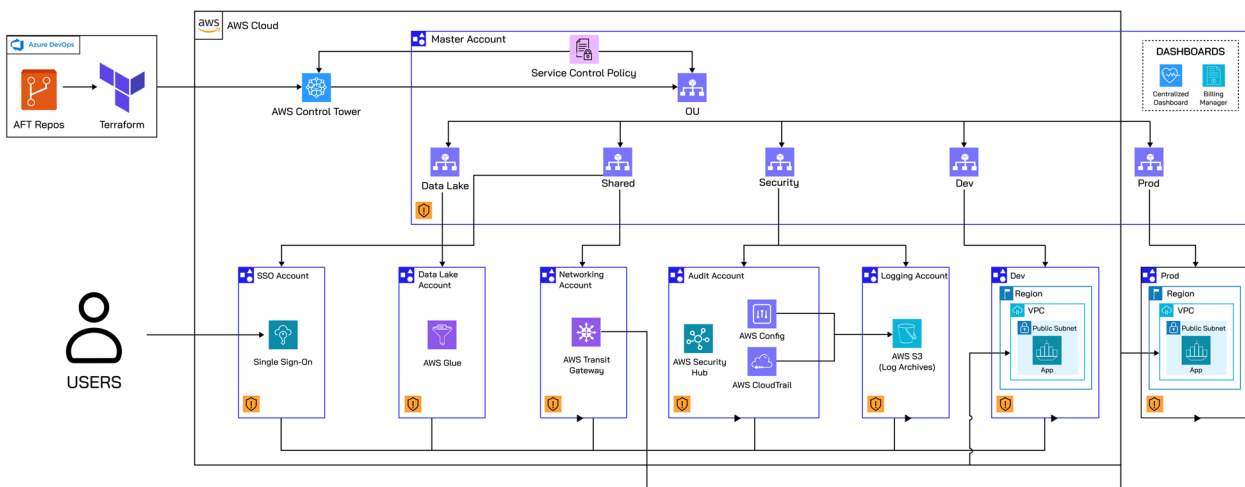 aws
AWS Cloud
Azure DevOps
AFT Repos
Terraform
Master Account
Service Control Policy
AWS Control Tower
OU
DASHBOARDS
Centralized
Dashboard
Billing
Manager
Data Lake
Shared
Security
Dev
Prod
USERS
SSO Account
Single Sign-On
Data Lake
Account
AWS Glue
Networking
Account
AWS Transit
Gateway
Audit Account
AWS Security
Hub
AWS Config
AWS CloudTrail
Logging Account
AWS S3
(Log Archives)
Dev
Region
VPC
Public Subnet
App
Prod
Region
VPC
Public Subnet
App